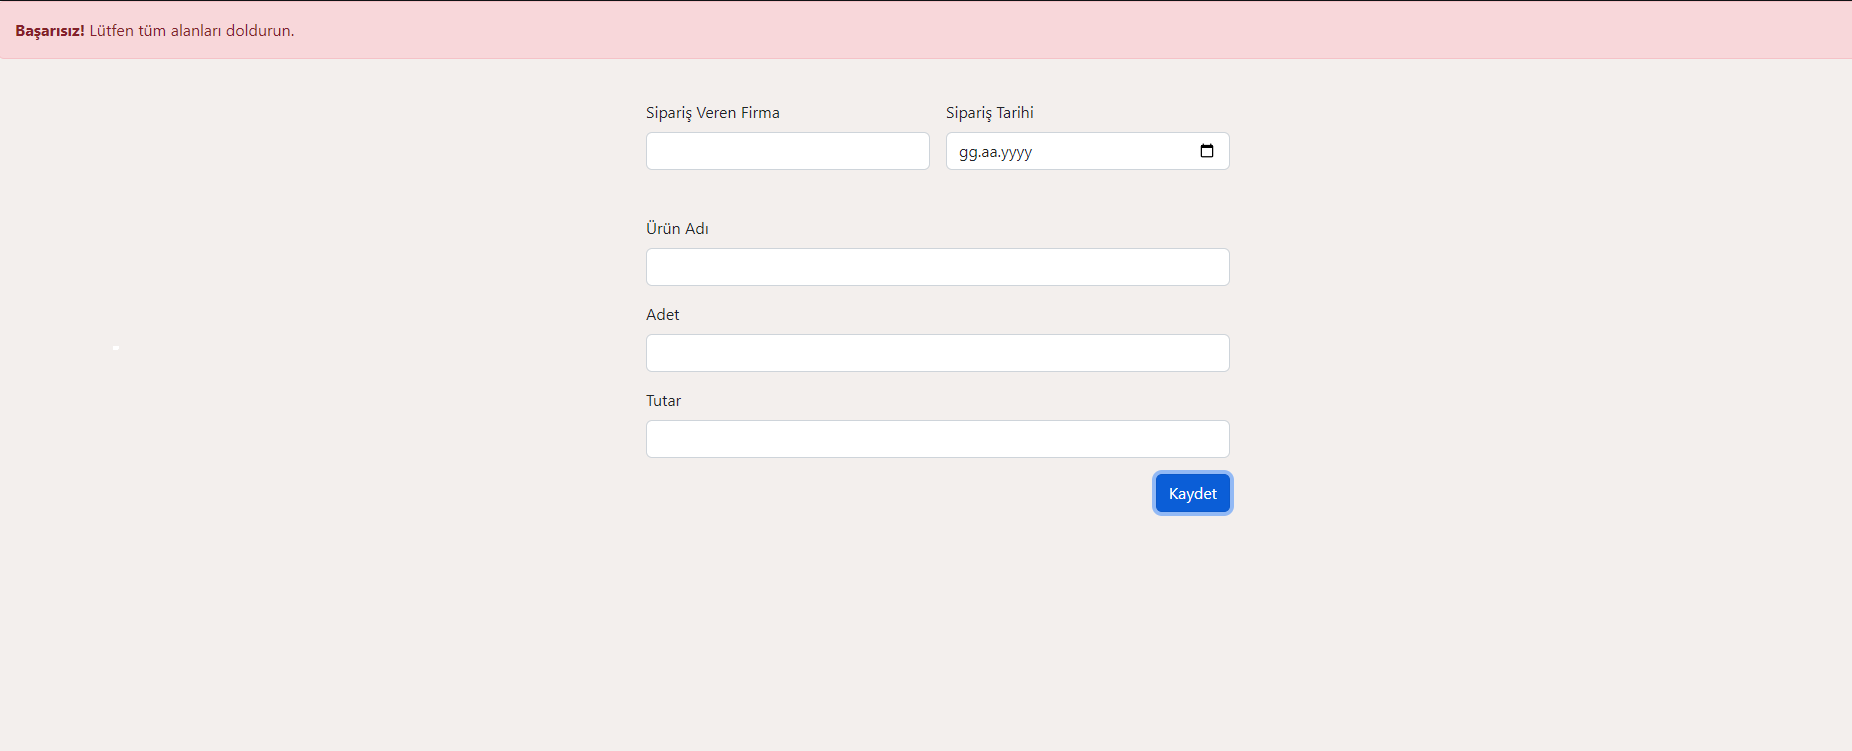 Başarısız! Lütfen tüm alanları doldurun.
Sipariş Veren Firma
Sipariş Tarihi
gg.aa.yyyy
Ürün Adı
Adet
Tutar
Kaydet